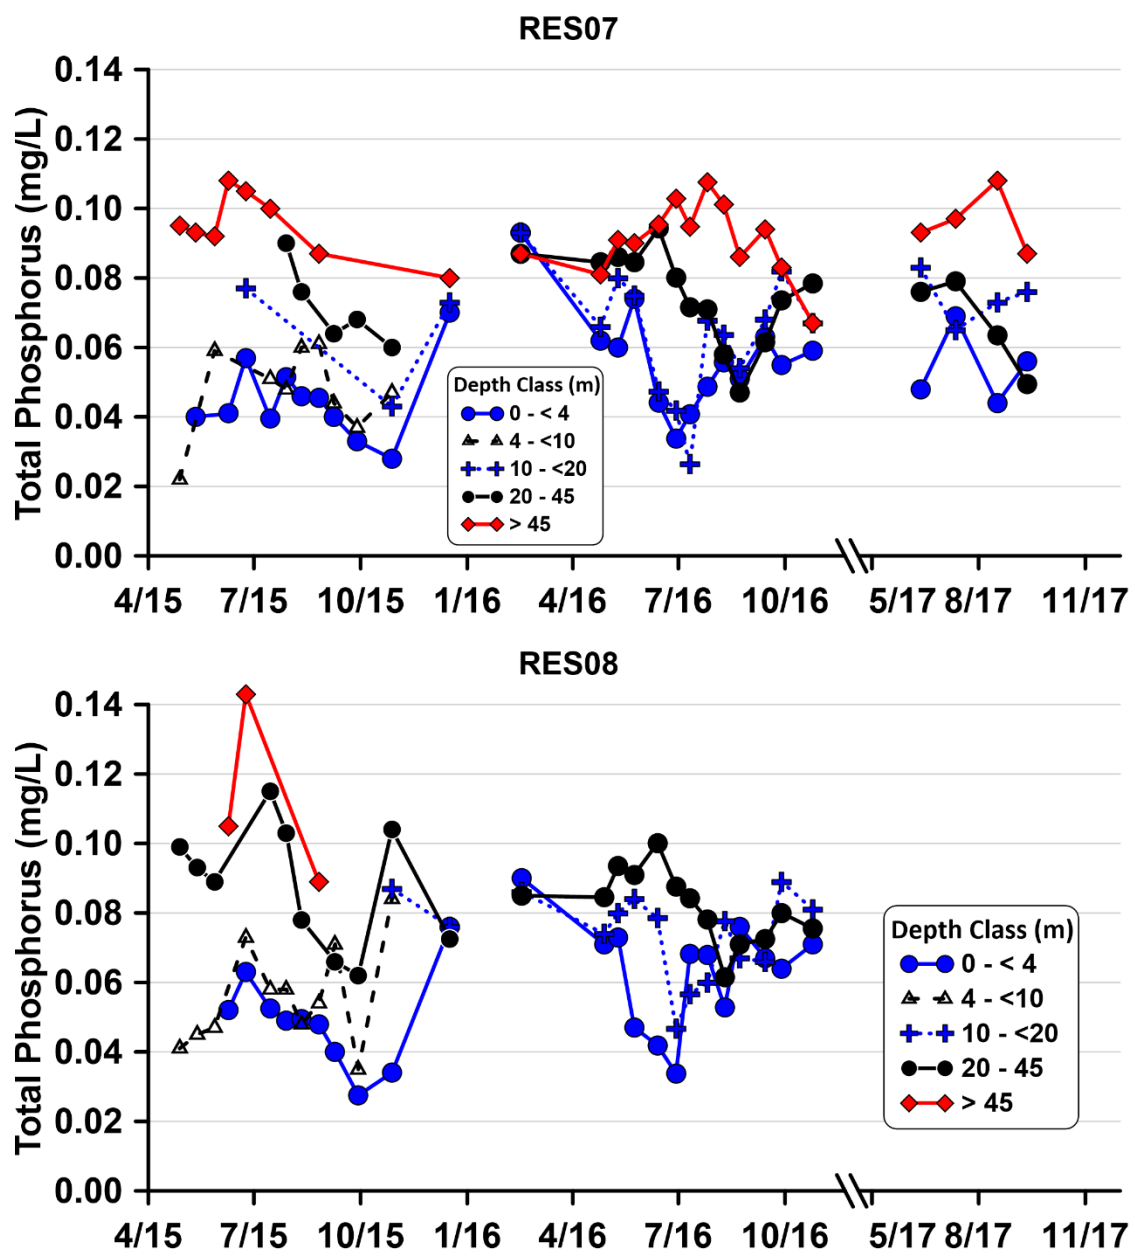 RES07
Total Phosphorus (mg/L)
0.14
0.12
0.10
0.08
0.06
0.04
0.02
0.00
Depth Class (m)
0 - < 4
4 - <10
10 - <20
20 - 45
> 45
4/15 7/15 10/15 1/16 4/16 7/16 10/16 5/17 8/17 11/17
RES08
Total Phosphorus (mg/L)
0.14
0.12
0.10
0.08
0.06
0.04
0.02
0.00
Depth Class (m)
0 - < 4
4 - <10
10 - <20
20 - 45
> 45
4/15 7/15 10/15 1/16 4/16 7/16 10/16 5/17 8/17 11/17